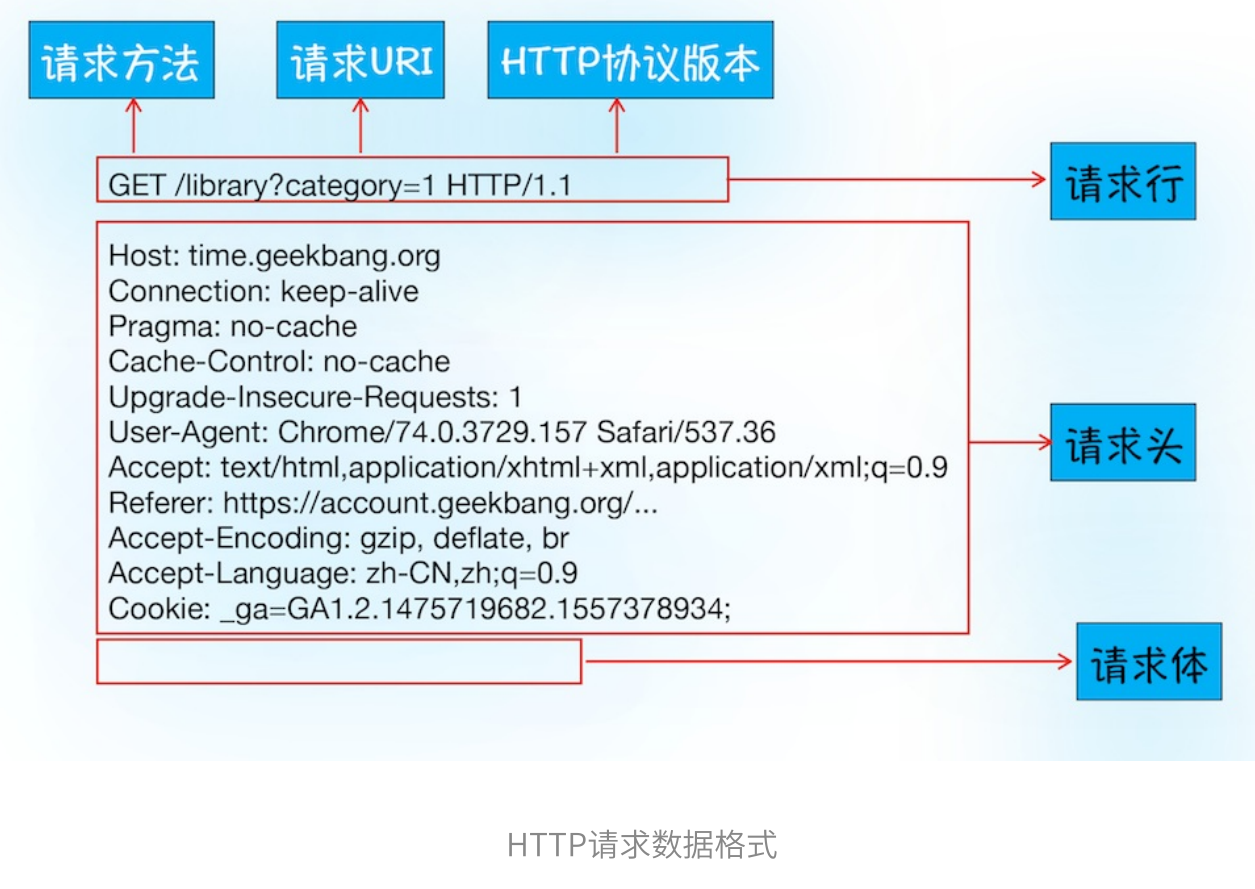 请求方法 请求URI HTTP协议版本
GET /library?category=1 HTTP/1.1
请求行
Host: time.geekbang.org
Connection: keep-alive
Pragma: no-cache
Cache-Control: no-cache
Upgrade-Insecure-Requests: 1
User-Agent: Chrome/74.0.3729.157 Safari/537.36
Accept: text/html,application/xhtml+xml,application/xml;q=0.9
Referer: https://account.geekbang.org/...
Accept-Encoding: gzip, deflate, br
Accept-Language: zh-CN,zh;q=0.9
Cookie: _ga=GA1.2.1475719682.1557378934;
请求头
请求体
HTTP请求数据格式